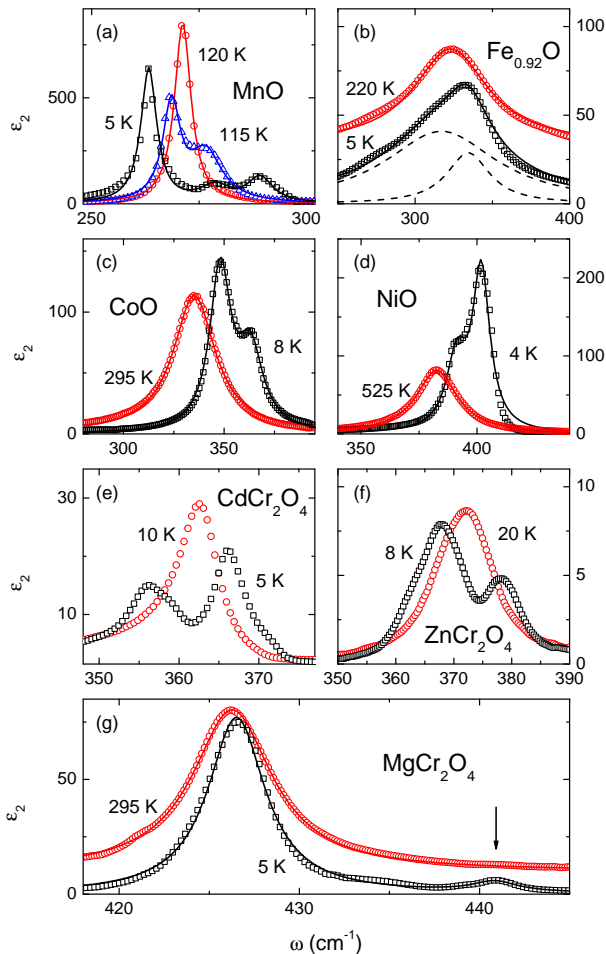 (a) 120 K (b) 100
MnO Fe0.92O
500 220 K 50
5 K 115 K 5 K
ε2
0 0
250 275 300 300 400
(c) (d) 200
100 CoO NiO
4 K 100
295 K 8 K 525 K
ε2
0 0
300 350 350 400
(e) (f) 10
30 CdCr2O4
10 K 20 K
8 K
5 K 5
ε2
10
ZnCr2O4
0
350 360 370 350 360 370 380 390
(g)
MgCr2O4
50
295 K
ε2
5 K
0
420 430 440
ω (cm-1)